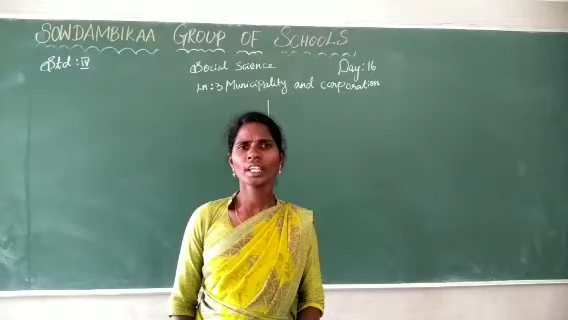 SOWDAMBIKAA GROUP OF SCHOOLS
Std : IV Social Science Day : 16
Ln : 3 Municipality and corporation